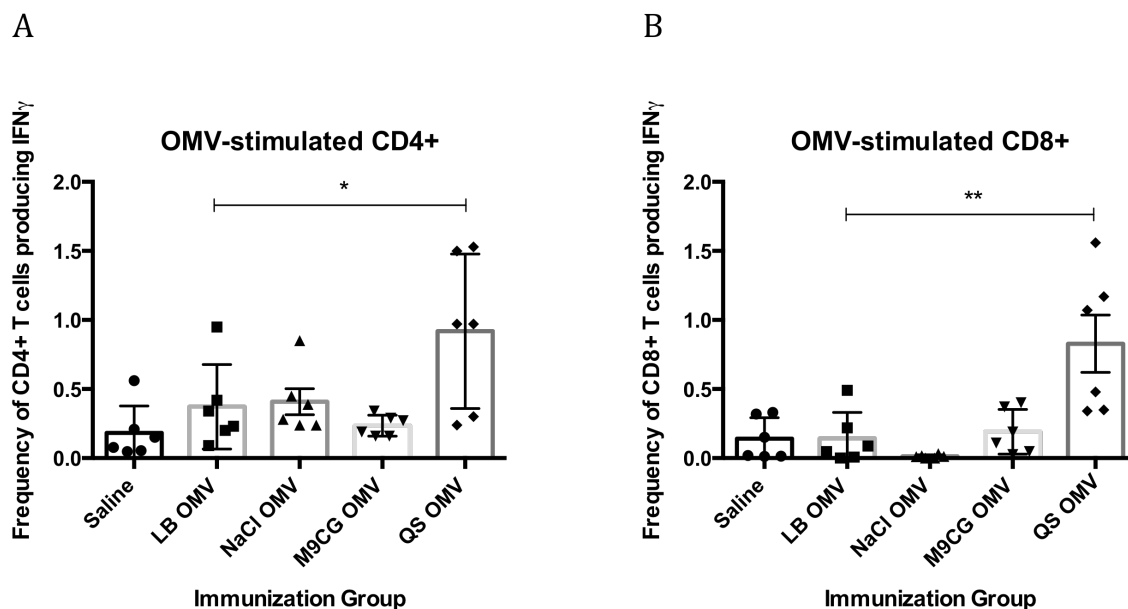 A
OMV-stimulated CD4+
Frequency of CD4+ T cells producing IFNγ
2.0
1.5
1.0
0.5
0.0
*
Saline
LB OMV
NaCl OMV
M9CG OMV
QS OMV
Immunization Group
B
OMV-stimulated CD8+
Frequency of CD8+ T cells producing IFNγ
2.0
1.5
1.0
0.5
0.0
**
Saline
LB OMV
NaCl OMV
M9CG OMV
QS OMV
Immunization Group